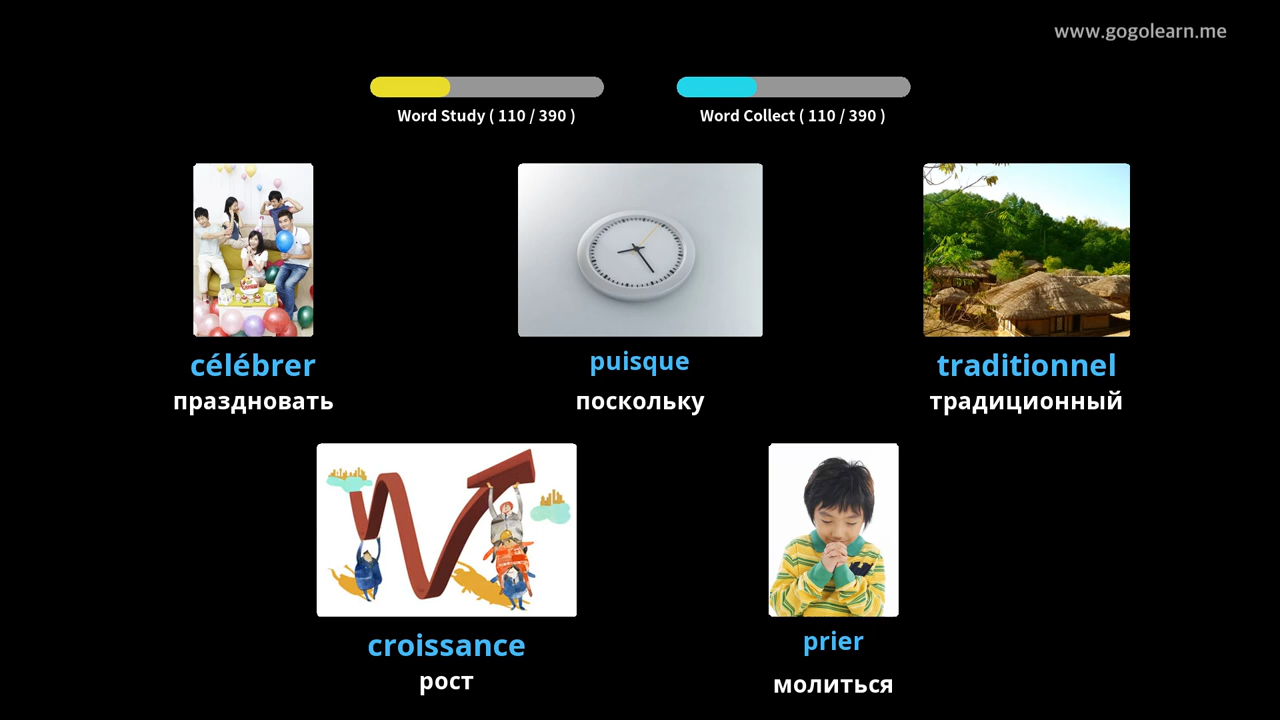 www.gogolearn.me
Word Study ( 110 / 390 )
Word Collect ( 110 / 390 )
célébrer
праздновать
puisque
поскольку
traditionnel
традиционный
croissance
рост
prier
молиться